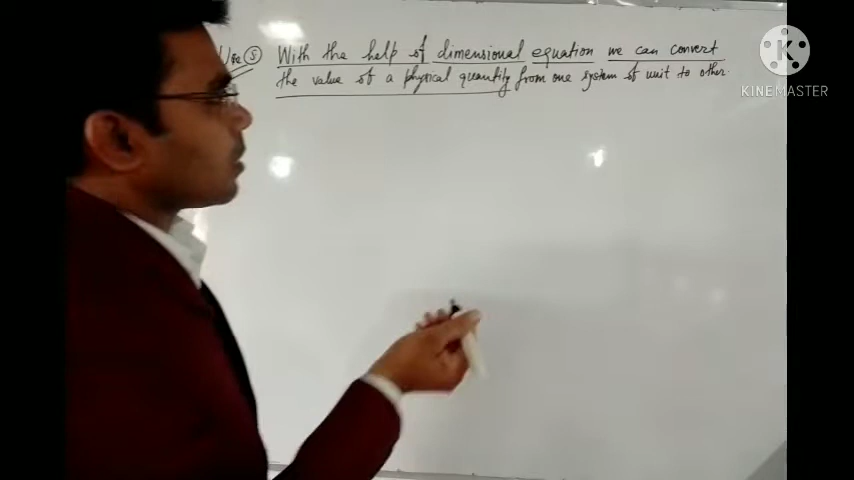 Use ⑤ With the help of dimensional equation we can convert
the value of a physical quantity from one system of unit to other.
K
KINEMASTER